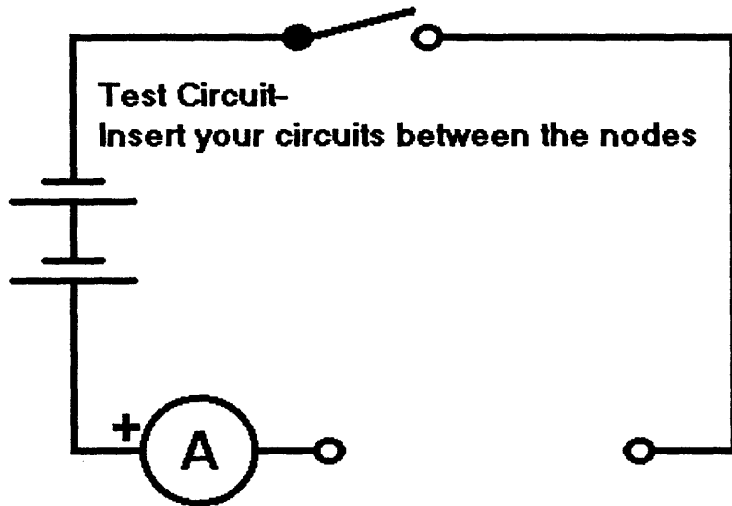 Test Circuit-
Insert your circuits between the nodes
+
A